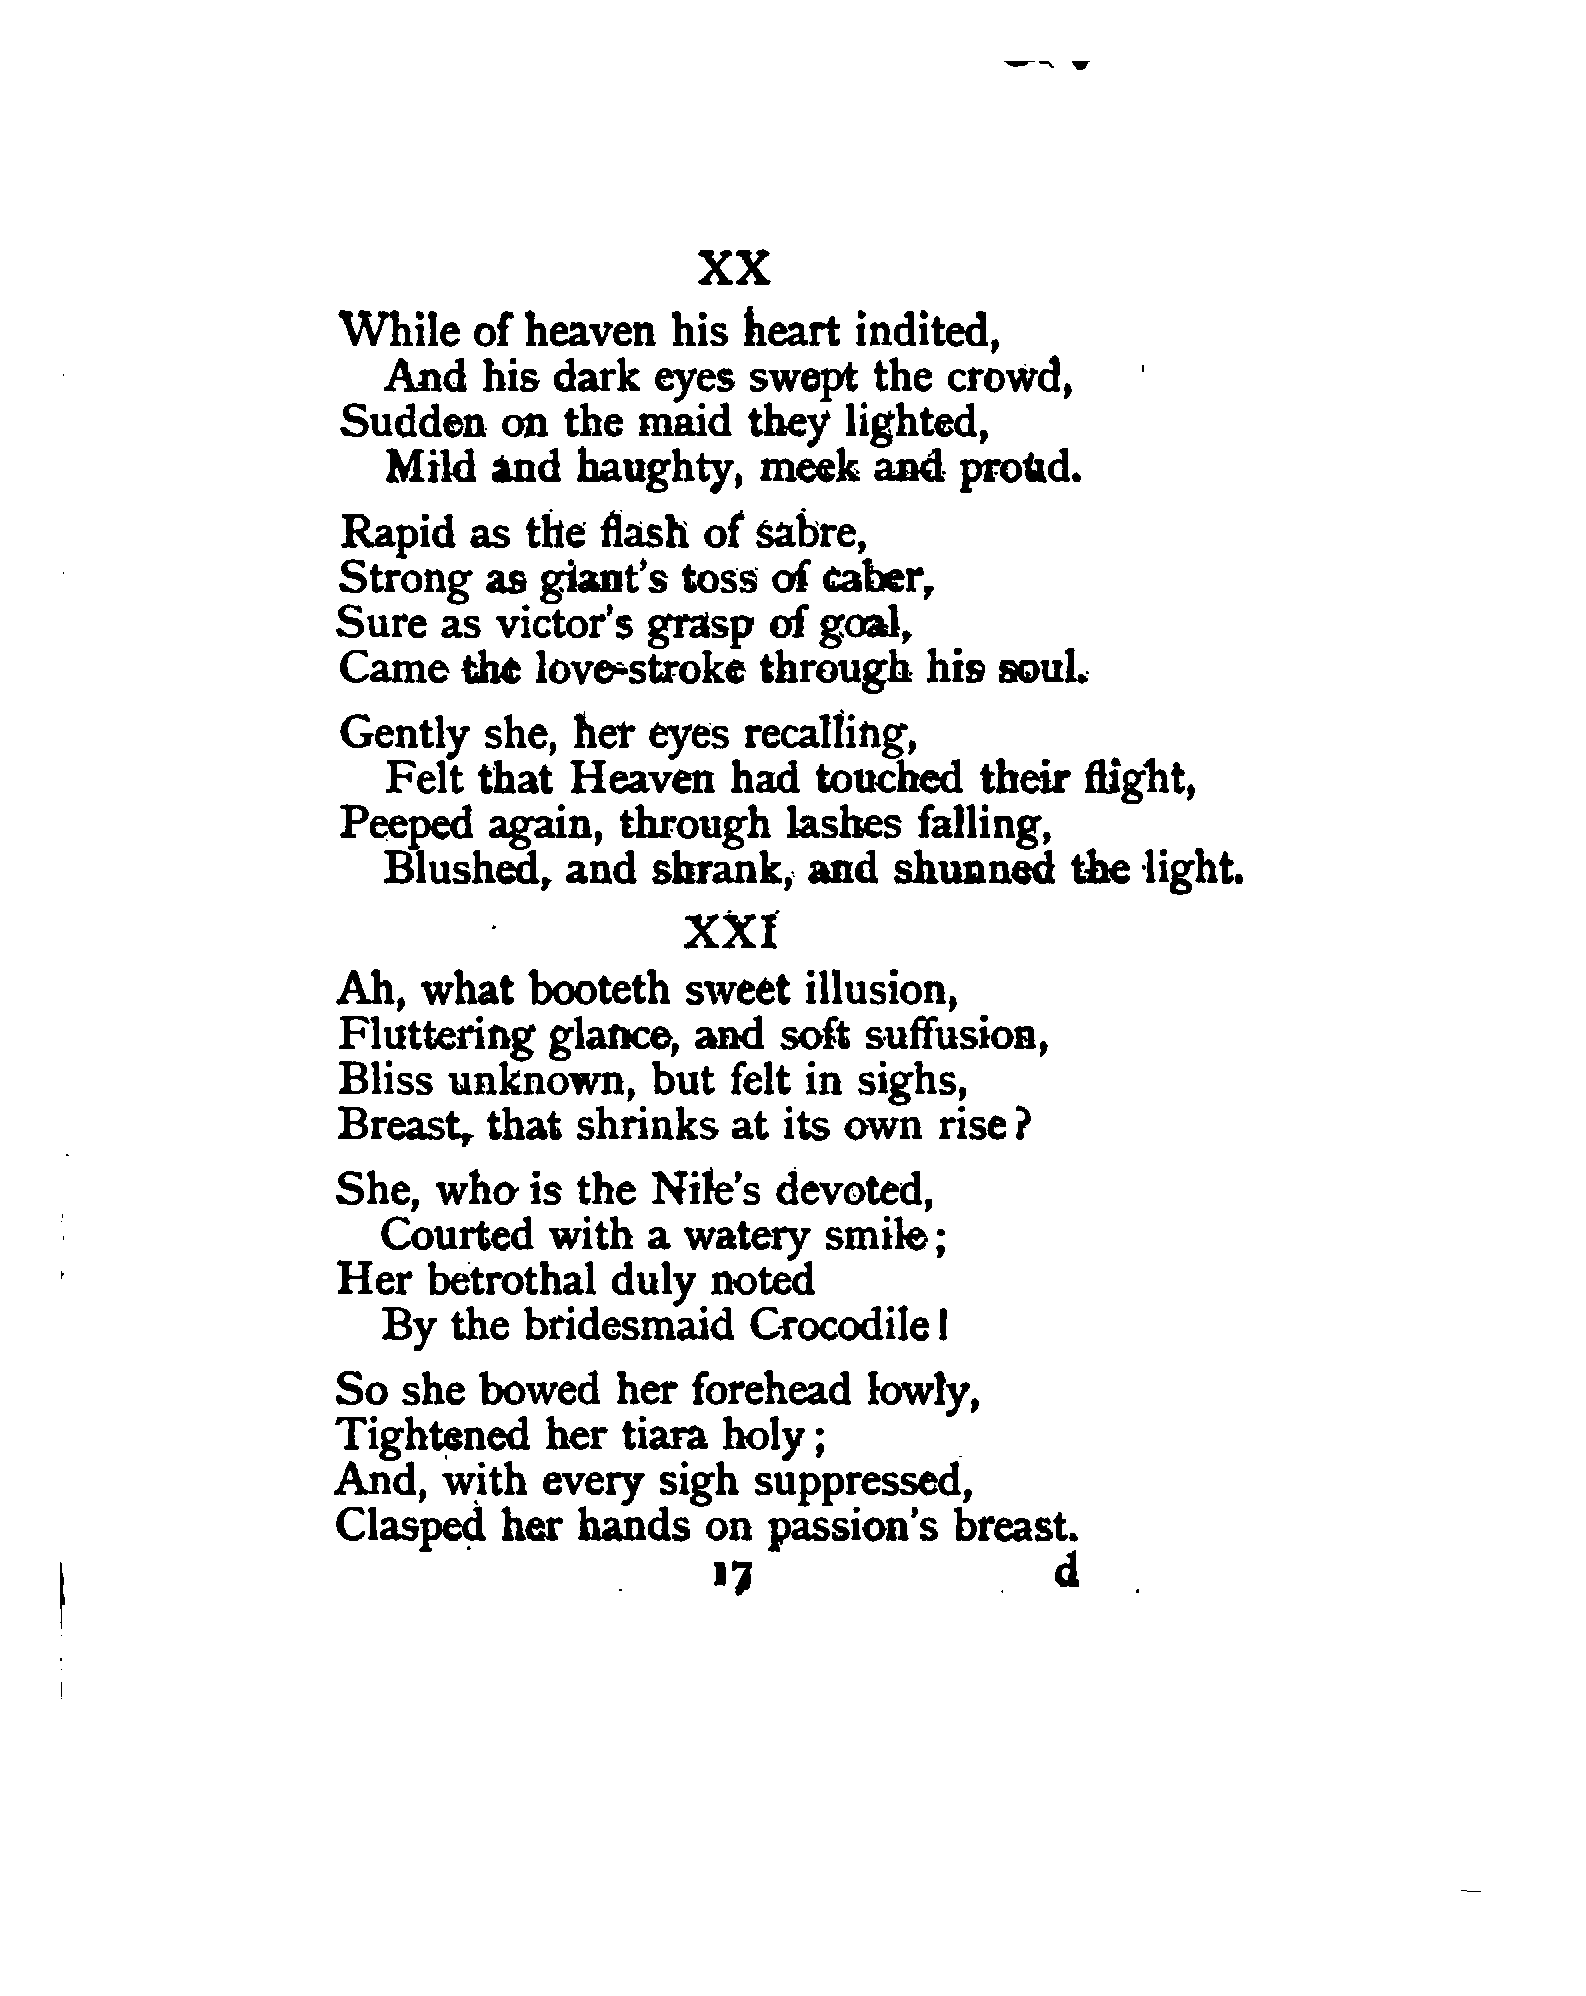 XX
While of heaven his heart indited,
And his dark eyes swept the crowd,
Sudden on the maid they lighted,
Mild and haughty, meek and proud.
Rapid as the flash of sabre,
Strong as giant's toss of caber,
Sure as victor's grasp of goal,
Came the love-stroke through his soul.
Gently she, her eyes recalling,
Felt that Heaven had touched their flight,
Peeped again, through lashes falling,
Blushed, and shrank, and shunned the light.
XXI
Ah, what booteth sweet illusion,
Fluttering glance, and soft suffusion,
Bliss unknown, but felt in sighs,
Breast, that shrinks at its own rise?
She, who is the Nile's devoted,
Courted with a watery smile;
Her betrothal duly noted
By the bridesmaid Crocodile!
So she bowed her forehead lowly,
Tightened her tiara holy;
And, with every sigh suppressed,
Clasped her hands on passion's breast.
17 d